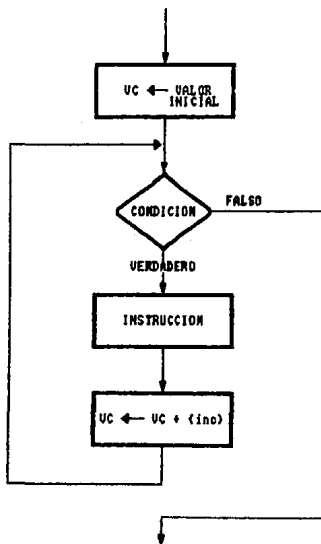 VC ← VALOR
INICIAL
CONDICION
FALSO
VERDADERO
INSTRUCCION
VC ← VC + (inc)